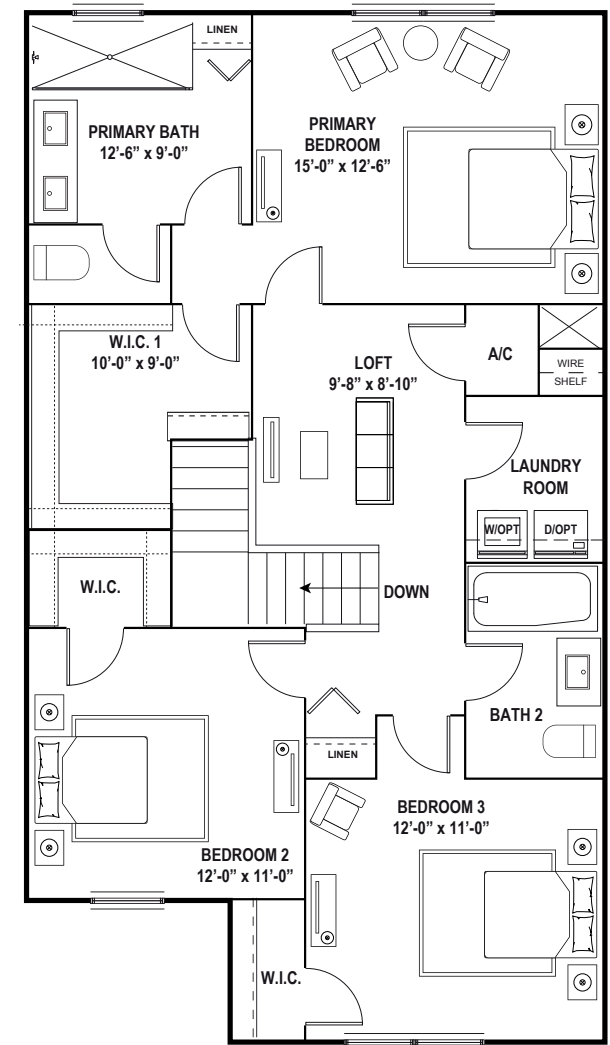 LINEN
PRIMARY BATH
12'-6” x 9'-0”
PRIMARY
BEDROOM
15'-0” x 12'-6”
W.I.C. 1
10'-0” x 9'-0”
LOFT
9'-8” x 8'-10”
A/C
WIRE
SHELF
LAUNDRY
ROOM
W/OPT
D/OPT
W.I.C.
DOWN
BATH 2
LINEN
BEDROOM 2
12'-0” x 11'-0”
BEDROOM 3
12'-0” x 11'-0”
W.I.C.